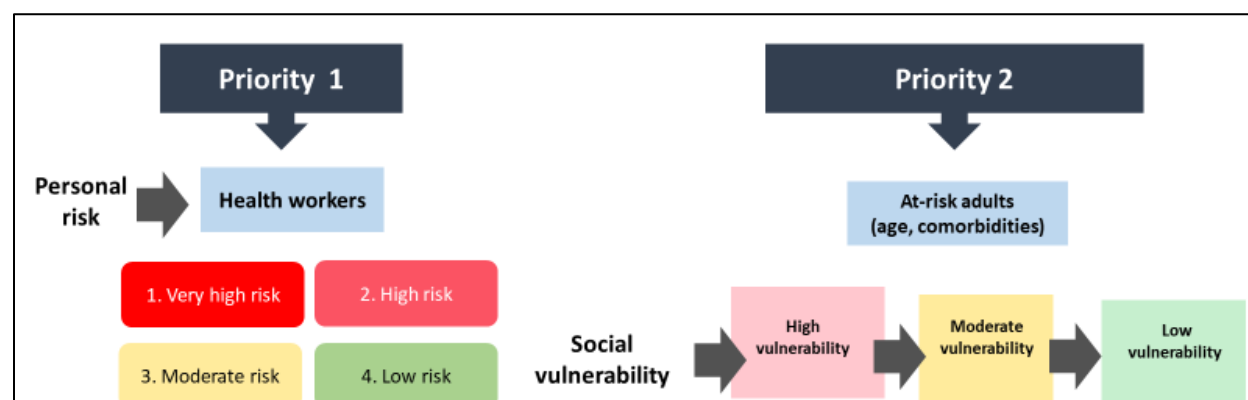 Priority 1
Priority 2
Personal
risk
Health workers
At-risk adults
(age, comorbidities)
1. Very high risk
2. High risk
3. Moderate risk
4. Low risk
Social
vulnerability
High
vulnerability
Moderate
vulnerability
Low
vulnerability